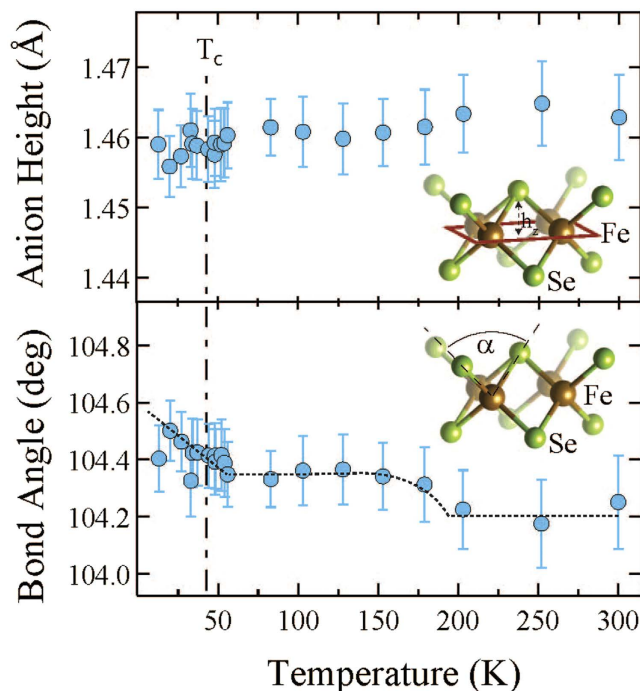 T_c
Anion Height (Å)
1.47
1.46
1.45
1.44
h_z
Fe
Se
Bond Angle (deg)
104.8
104.6
104.4
104.2
104.0
α
Fe
Se
50
100
150
200
250
300
Temperature (K)